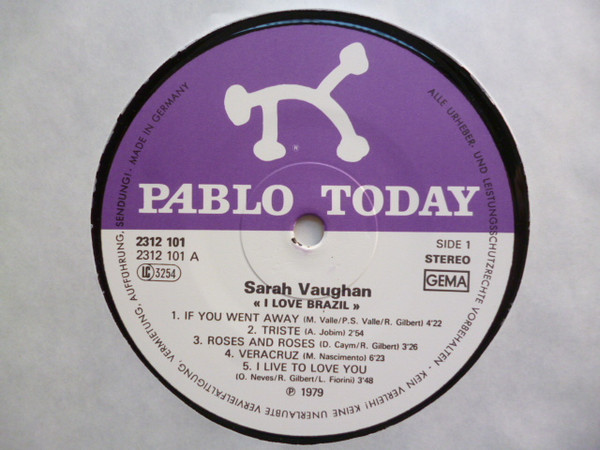 PABLO TODAY
2312 101
2312 101 A
LC 3254
SIDE 1
STEREO
GEMA
Sarah Vaughan
« I LOVE BRAZIL »
1. IF YOU WENT AWAY (M. Valle/P.S. Valle/R. Gilbert) 4'22
2. TRISTE (A. Jobim) 2'54
3. ROSES AND ROSES (D. Caym/R. Gilbert) 3'26
4. VERACRUZ (M. Nascimento) 6'23
5. I LIVE TO LOVE YOU
(O. Neves/R. Gilbert/L. Fiorini) 3'48
℗ 1979
ALLE URHEBER- UND LEISTUNGSSCHUTZRECHTE VORBEHALTEN - KEIN VERLEIH! KEINE UNERLAUBTE VERVIELFÄLTIGUNG, VERMIETUNG, AUFFÜHRUNG, SENDUNG! · MADE IN GERMANY